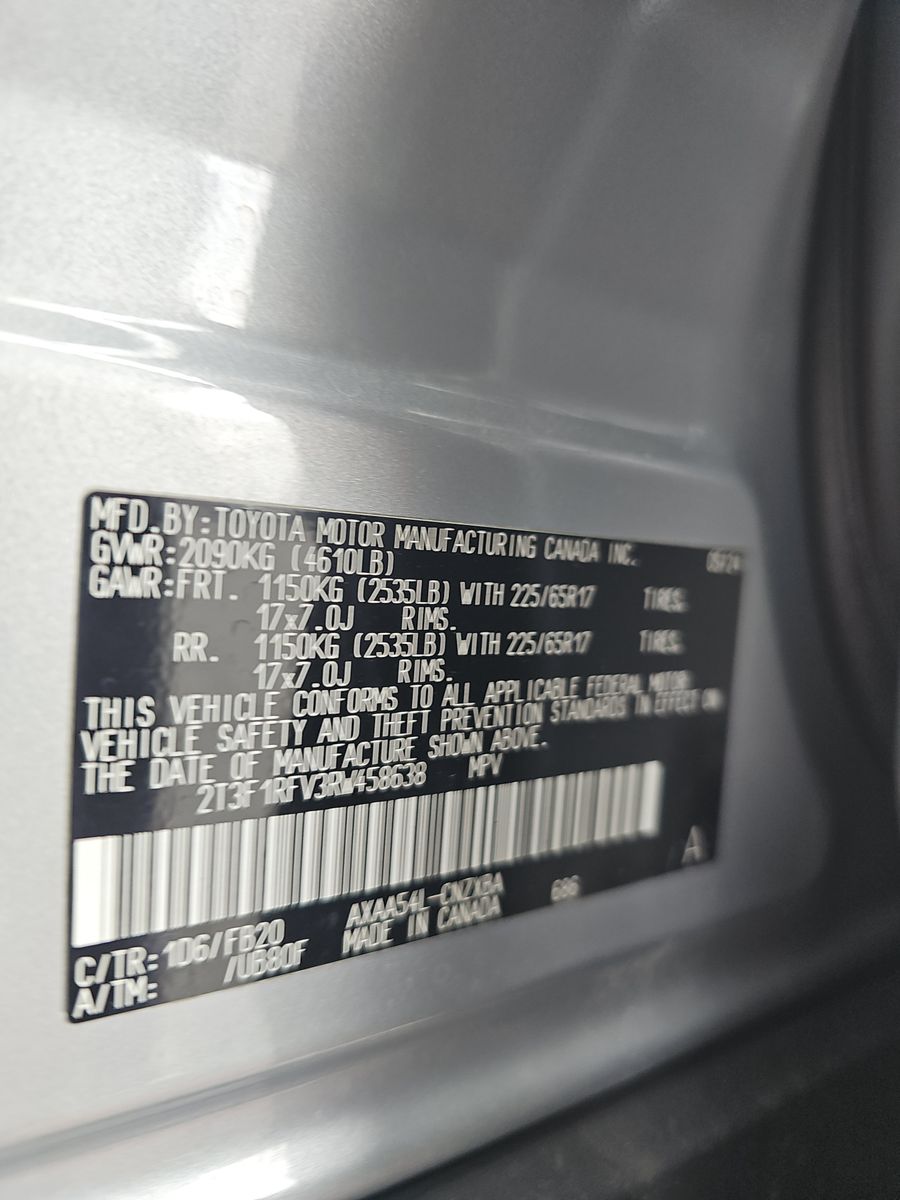 MFD.BY:TOYOTA MOTOR MANUFACTURING CANADA INC. 09/24
GVWR:2090KG (4610LB)
GAWR:FRT. 1150KG (2535LB) WITH 225/65R17 TIRES.
17x7.0J RIMS.
RR. 1150KG (2535LB) WITH 225/65R17 TIRES.
17x7.0J RIMS.
THIS VEHICLE CONFORMS TO ALL APPLICABLE FEDERAL MOTOR
VEHICLE SAFETY AND THEFT PREVENTION STANDARDS IN EFFECT ON
THE DATE OF MANUFACTURE SHOWN ABOVE.
2T3F1RFV3RW458638 MPV
A
C/TR:1D6/FB20 AXAA54L-CNZXBA
A/TM: /UB80F MADE IN CANADA